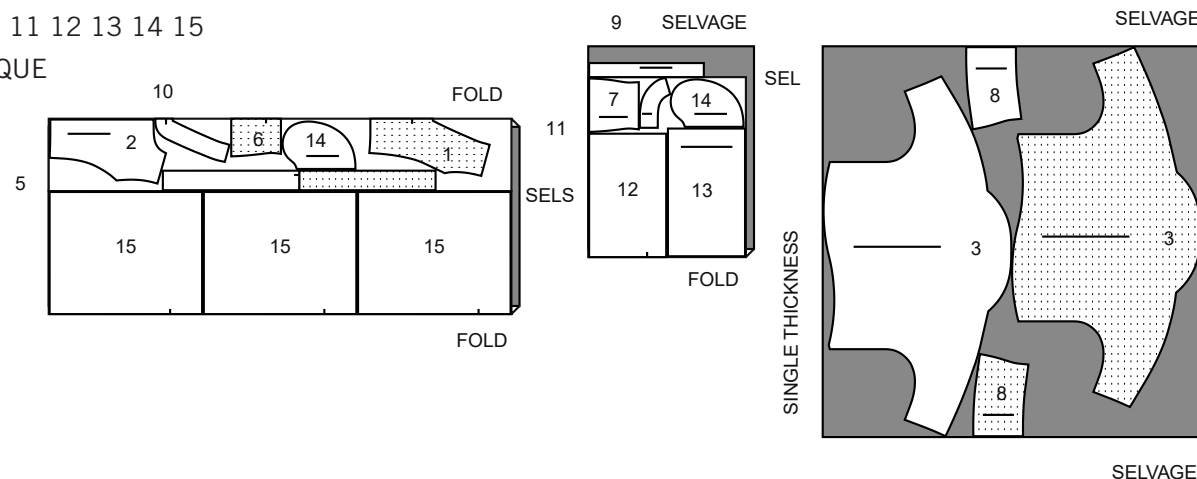 11 12 13 14 15
QUE
10
FOLD
2
6
14
1
5
SELS
15
15
15
FOLD
9
SELVAGE
11
SEL
7
14
12
13
FOLD
SELVAGE
SINGLE THICKNESS
8
3
3
8
SELVAGE